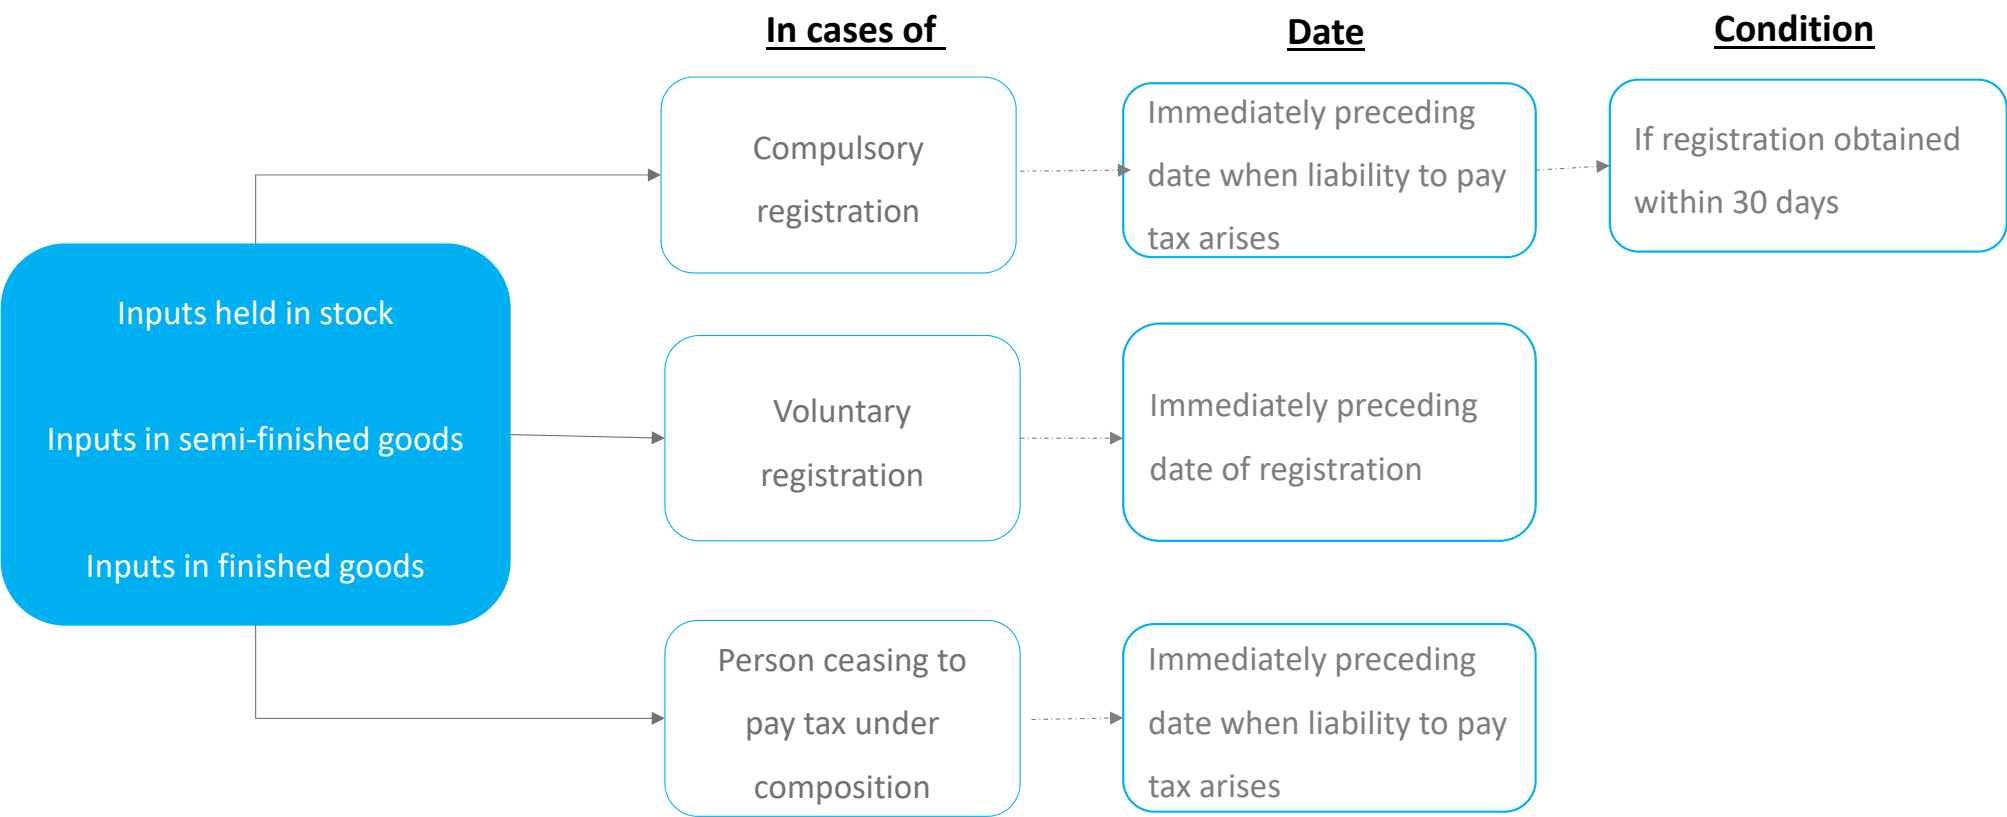 In cases of
Date
Condition
Compulsory
registration
Immediately preceding
date when liability to pay
tax arises
If registration obtained
within 30 days
Inputs held in stock
Inputs in semi-finished goods
Inputs in finished goods
Voluntary
registration
Immediately preceding
date of registration
Person ceasing to
pay tax under
composition
Immediately preceding
date when liability to pay
tax arises